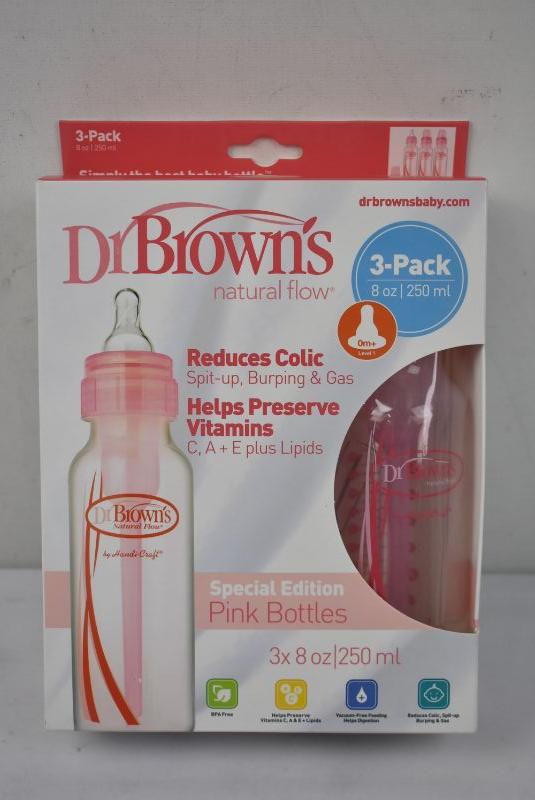 3-Pack
8 oz | 250 ml
Simply the best baby bottle™
drbrownsbaby.com
Dr Brown's
natural flow®
3-Pack
8 oz | 250 ml
0m+
Level 1
Reduces Colic
Spit-up, Burping & Gas
Helps Preserve
Vitamins
C, A + E plus Lipids
Dr Brown's
Dr Brown's
Natural Flow®
by Handi-Craft®
Special Edition
Pink Bottles
3x 8 oz|250 ml
BPA Free
Helps Preserve
Vitamins C, A & E + Lipids
Vacuum-Free Feeding
Helps Digestion
Reduces Colic, Spit-up
Burping & Gas